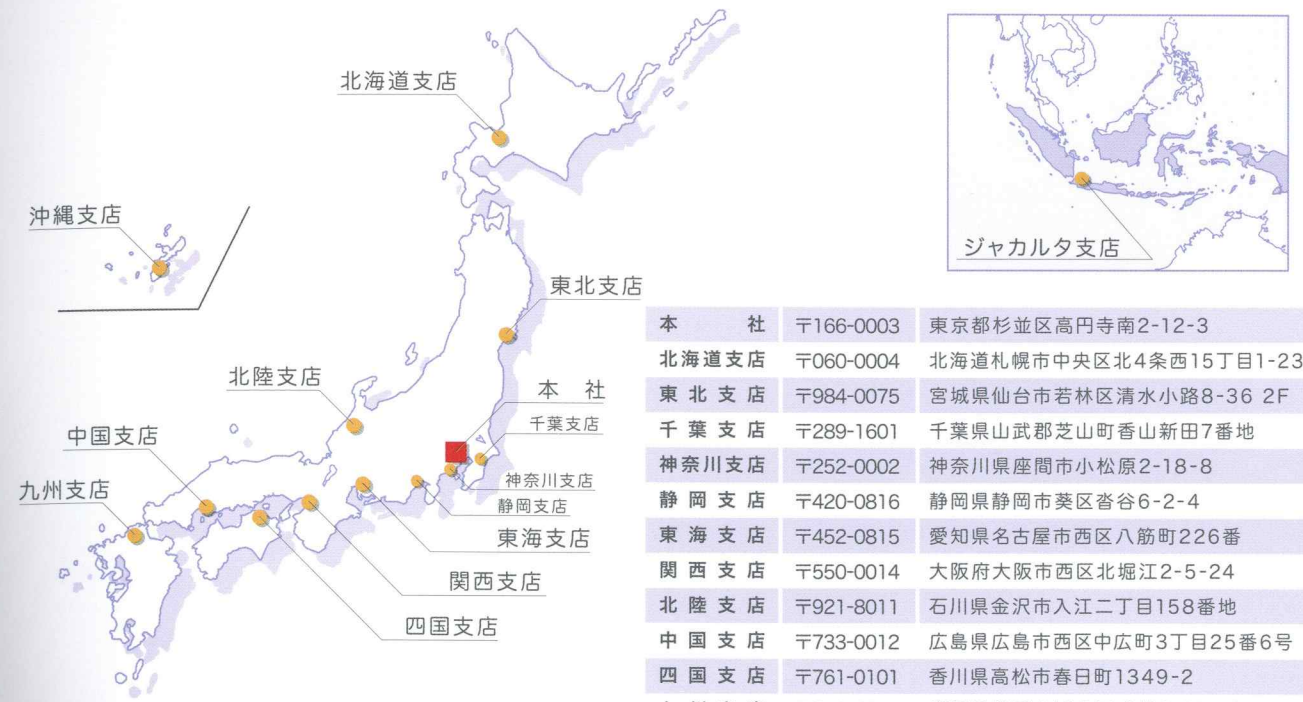 北海道支店
沖縄支店
ジャカルタ支店
東北支店
北陸支店
本 社
千葉支店
中国支店
神奈川支店
九州支店
静岡支店
東海支店
関西支店
四国支店
本 社 〒166-0003 東京都杉並区高円寺南2-12-3
北海道支店 〒060-0004 北海道札幌市中央区北4条西15丁目1-23
東北支店 〒984-0075 宮城県仙台市若林区清水小路8-36 2F
千葉支店 〒289-1601 千葉県山武郡芝山町香山新田7番地
神奈川支店 〒252-0002 神奈川県座間市小松原2-18-8
静岡支店 〒420-0816 静岡県静岡市葵区沓谷6-2-4
東海支店 〒452-0815 愛知県名古屋市西区八筋町226番
関西支店 〒550-0014 大阪府大阪市西区北堀江2-5-24
北陸支店 〒921-8011 石川県金沢市入江二丁目158番地
中国支店 〒733-0012 広島県広島市西区中広町3丁目25番6号
四国支店 〒761-0101 香川県高松市春日町1349-2